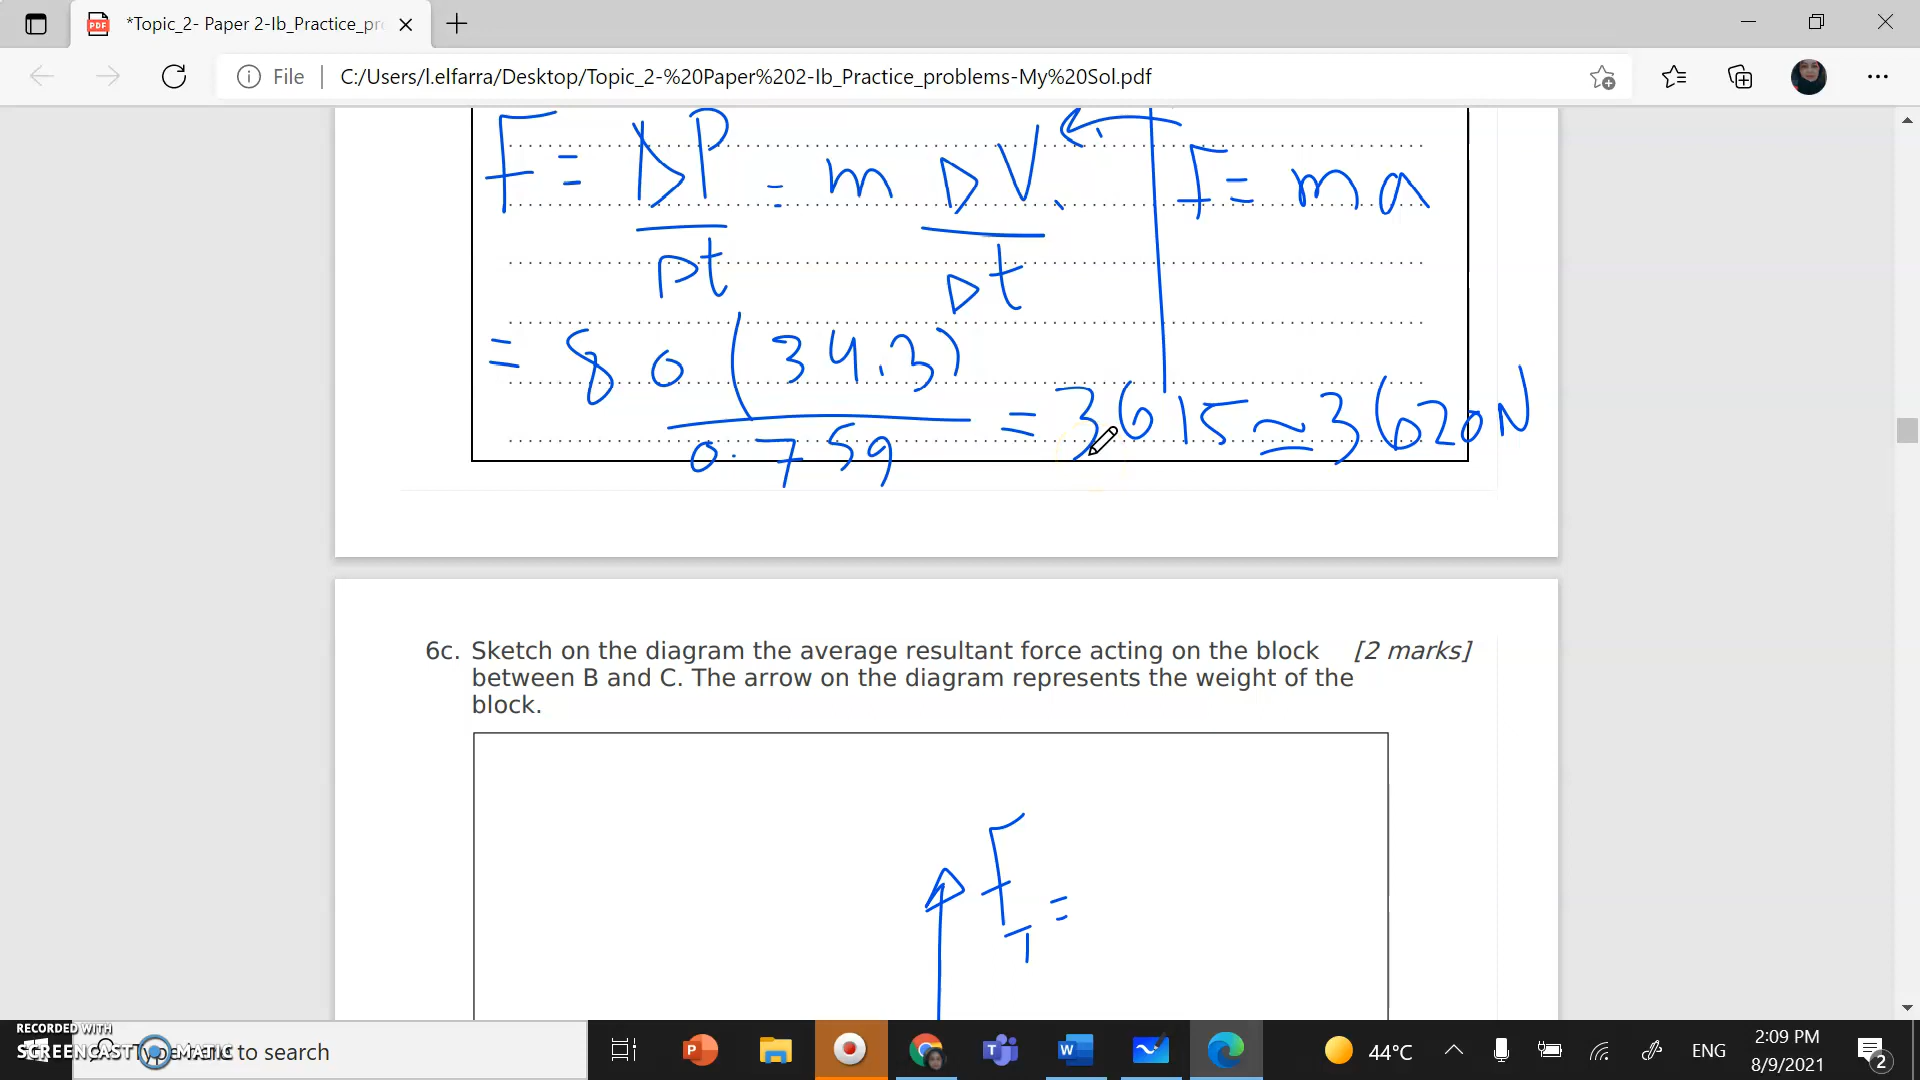 *Topic_2- Paper 2-Ib_Practice_pr
File
C:/Users/l.elfarra/Desktop/Topic_2-%20Paper%202-Ib_Practice_problems-My%20Sol.pdf
F = ΔP/Δt = m ΔV/Δt
F = ma
= 80 (34.3)/0.759 = 3615 ≃ 3620N
6c. Sketch on the diagram the average resultant force acting on the block [2 marks]
between B and C. The arrow on the diagram represents the weight of the
block.
F_T =
RECORDED WITH
SCREENCAST MATIC
to search
44°C
ENG
2:09 PM
8/9/2021
2